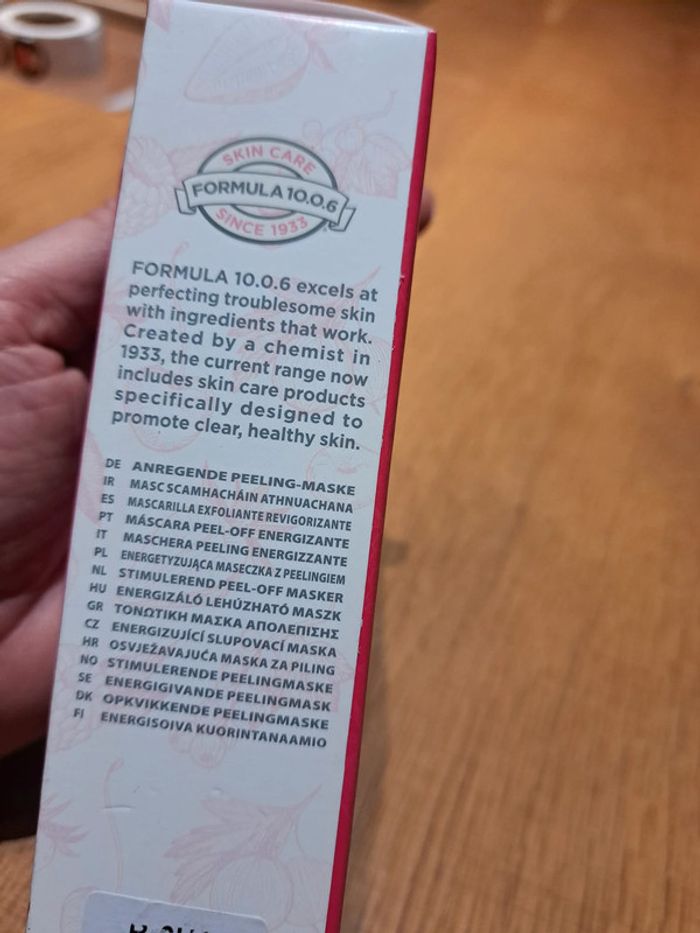 SKIN CARE
FORMULA 10.0.6
SINCE 1933
FORMULA 10.0.6 excels at
perfecting troublesome skin
with ingredients that work.
Created by a chemist in
1933, the current range now
includes skin care products
specifically designed to
promote clear, healthy skin.
DE ANREGENDE PEELING-MASKE
IR MASC SCAMHACHÁIN ATHNUACHANA
ES MASCARILLA EXFOLIANTE REVIGORIZANTE
PT MÁSCARA PEEL-OFF ENERGIZANTE
IT MASCHERA PEELING ENERGIZZANTE
PL ENERGETYZUJĄCA MASECZKA Z PEELINGIEM
NL STIMULEREND PEEL-OFF MASKER
HU ENERGIZÁLÓ LEHÚZHATÓ MASZK
GR ΤΟΝΩΤΙΚΗ ΜΑΣΚΑ ΑΠΟΛΕΠΙΣΗΣ
CZ ENERGIZUJÍCÍ SLUPOVACÍ MASKA
HR OSVJEŽAVAJUĆA MASKA ZA PILING
NO STIMULERENDE PEELINGMASKE
SE ENERGIGIVANDE PEELINGMASK
DK OPKVIKKENDE PEELINGMASKE
FI ENERGISOIVA KUORINTANAAMIO